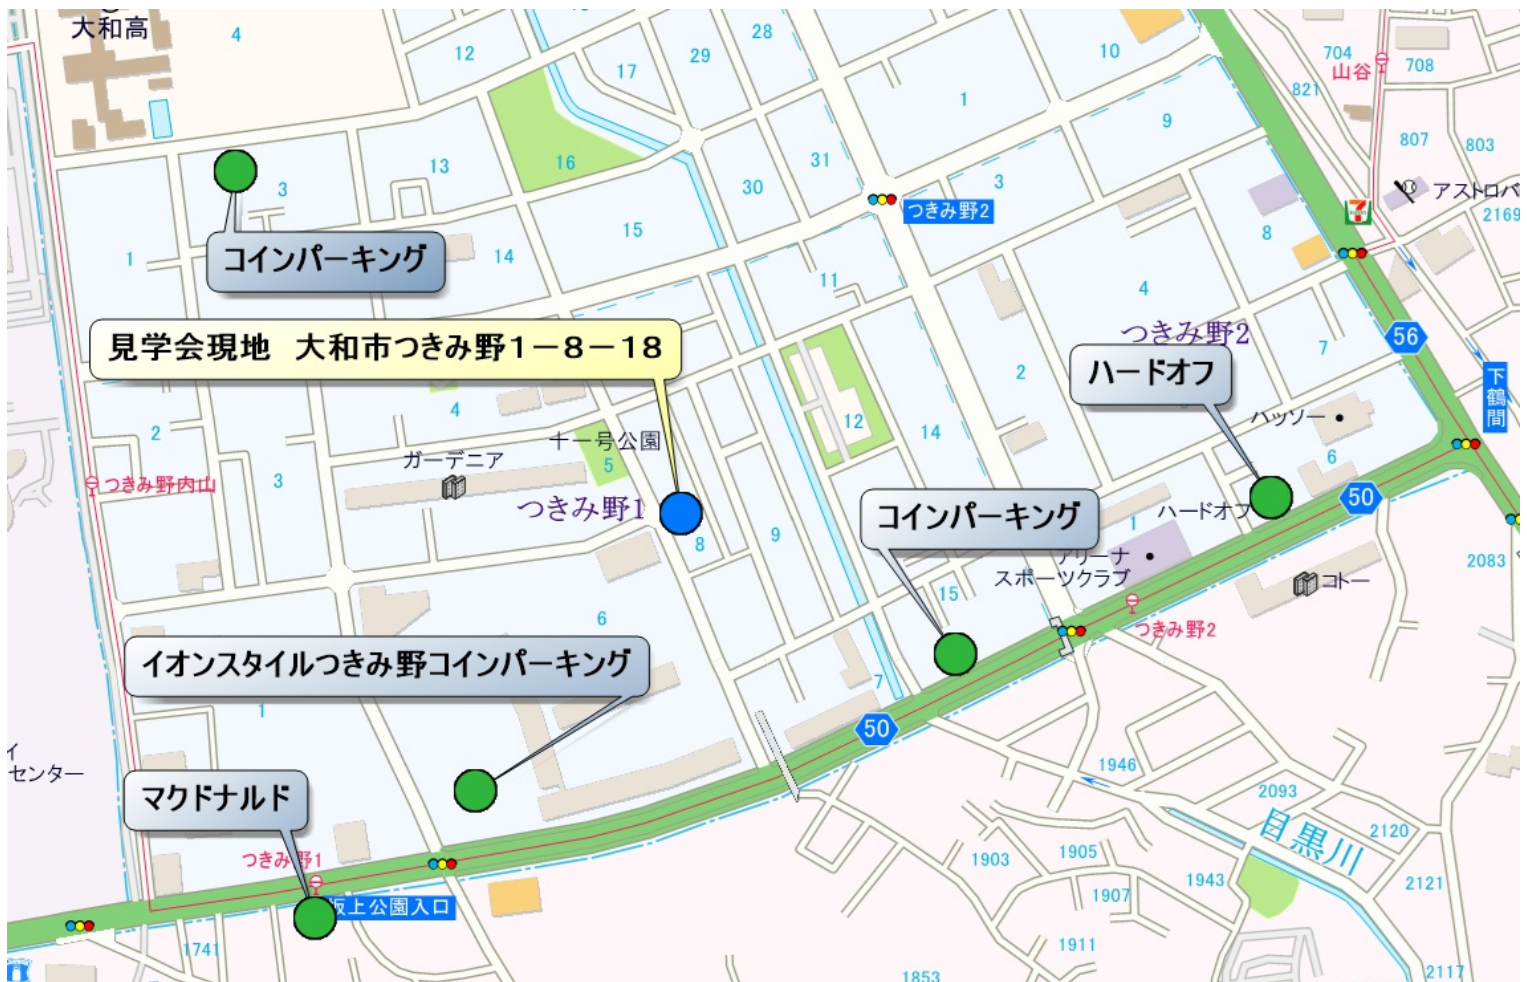 大和高
4
12
17
28
29
10
704
山谷
708
821
1
9
807
803
アストロバ
2169
16
13
3
31
3
30
つきみ野2
15
8
14
1
コインパーキング
11
4
見学会現地 大和市つきみ野1-8-18
つきみ野2
56
7
下鶴間
2
ハードオフ
4
12
14
ハッソー
2
十一号公園
5
6
ガーデニア
3
つきみ野内山
つきみ野1
コインパーキング
ハードオフ
50
1
8
9
アリーナ
スポーツクラブ
2083
コトー
15
6
つきみ野2
イオンスタイルつきみ野コインパーキング
7
1
50
センター
1946
2093
目黒川
マクドナルド
2120
つきみ野1
1903
1905
1943
2121
1907
坂上公園入口
1741
1911
1853
2117